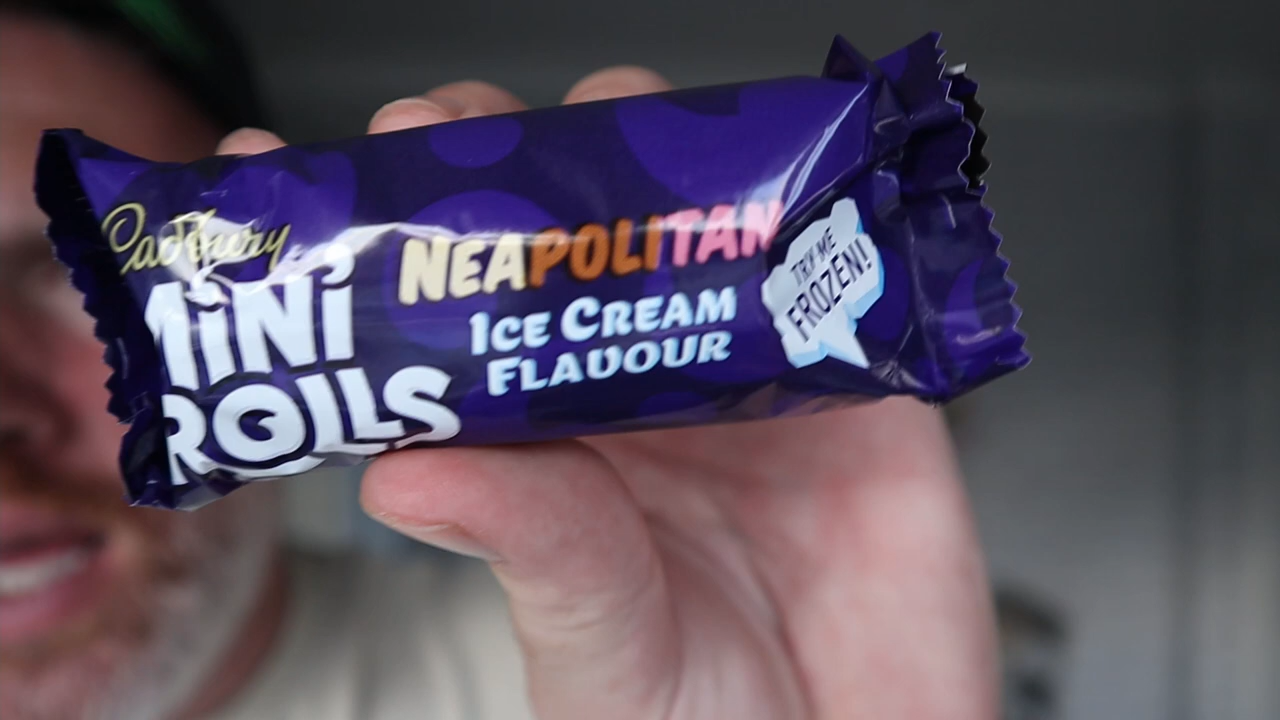 Cadbury
MiNi
ROLLS
NEAPOLITAN
ICE CREAM
FLAVOUR
TRY ME
FROZEN!